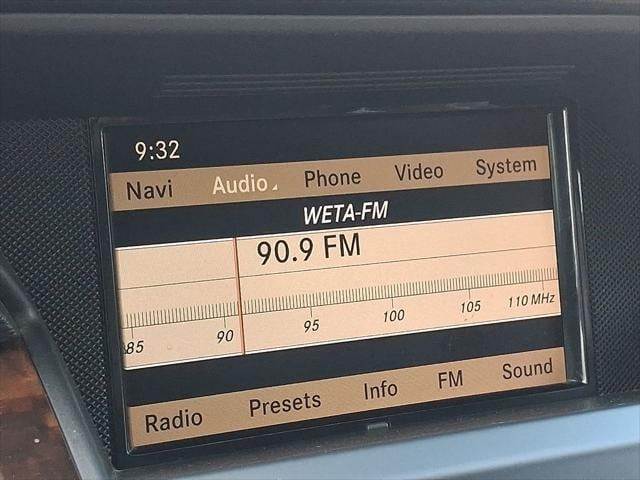 9:32
Navi Audio Phone Video System
WETA-FM
90.9 FM
85 90 95 100 105 110 MHz
Radio Presets Info FM Sound